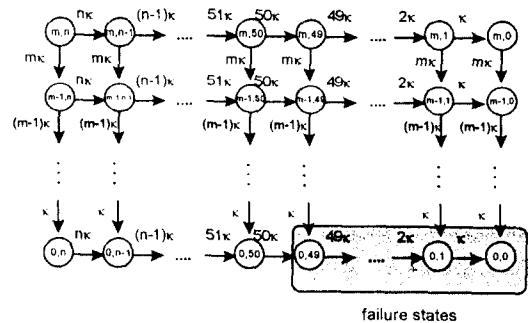 nκ (n-1)κ 51κ 50κ 49κ 2κ κ
m,n m,n-1 .... m,50 m,49 .... m,1 m,0
mκ mκ mκ mκ mκ mκ
nκ (n-1)κ 51κ 50κ 49κ 2κ κ
m-1,n m-1,n-1 .... m-1,50 m-1,49 .... m-1,1 m-1,0
(m-1)κ (m-1)κ (m-1)κ (m-1)κ (m-1)κ (m-1)κ
κ κ κ κ κ κ
nκ (n-1)κ 51κ 50κ 49κ 2κ κ
0,n 0,n-1 .... 0,50 0,49 .... 0,1 0,0
failure states